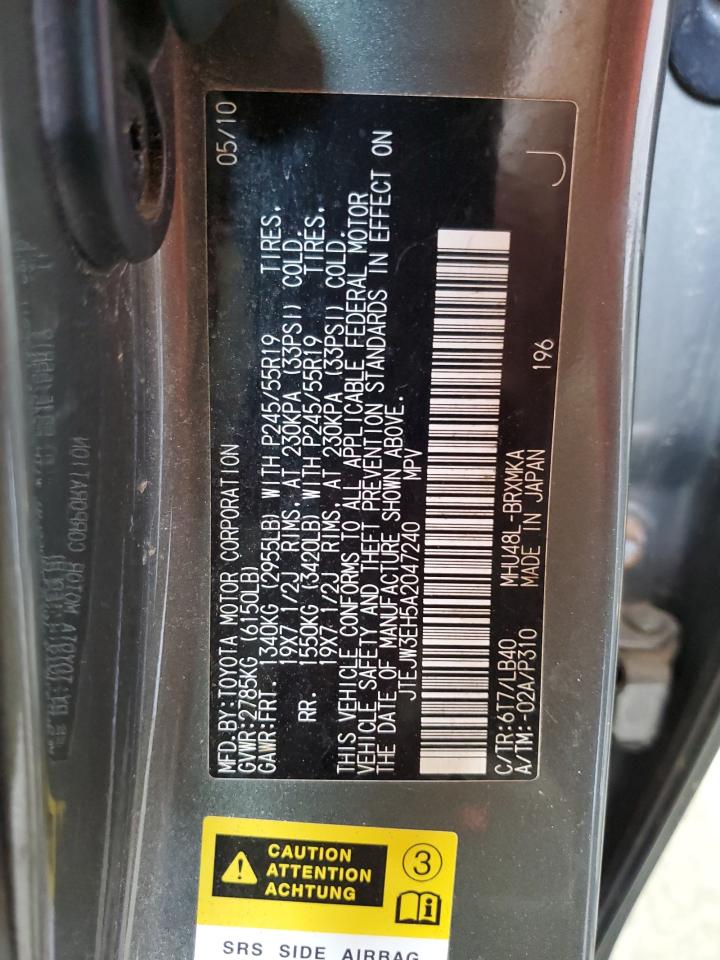 MFD.BY:TOYOTA MOTOR CORPORATION 05/10
GVWR:2785KG (6150LB)
GAWR:FRT. 1340KG (2955LB) WITH P245/55R19 TIRES.
19X7 1/2J RIMS. AT 230KPA (33PSI) COLD.
RR. 1550KG (3420LB) WITH P245/55R19 TIRES.
19X7 1/2J RIMS. AT 230KPA (33PSI) COLD.
THIS VEHICLE CONFORMS TO ALL APPLICABLE FEDERAL MOTOR
VEHICLE SAFETY AND THEFT PREVENTION STANDARDS IN EFFECT ON
THE DATE OF MANUFACTURE SHOWN ABOVE.
JTEJW3EH5A2047240 MPV
C/TR:6T7/LB40 MHU48L-BRXMKA
A/TM:-02A/P310 MADE IN JAPAN 196
J
CAUTION
ATTENTION
ACHTUNG
3
SRS SIDE AIRBAG